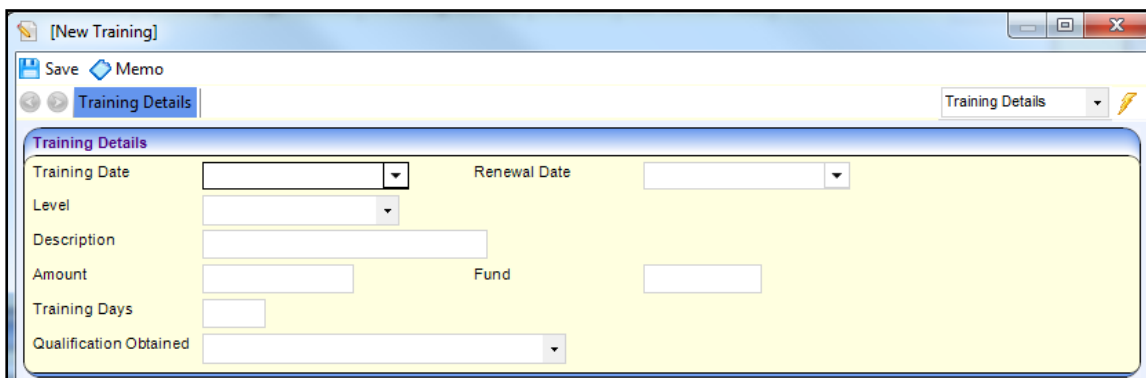 [New Training]
Save Memo
Training Details Training Details
Training Details
Training Date Renewal Date
Level
Description
Amount Fund
Training Days
Qualification Obtained